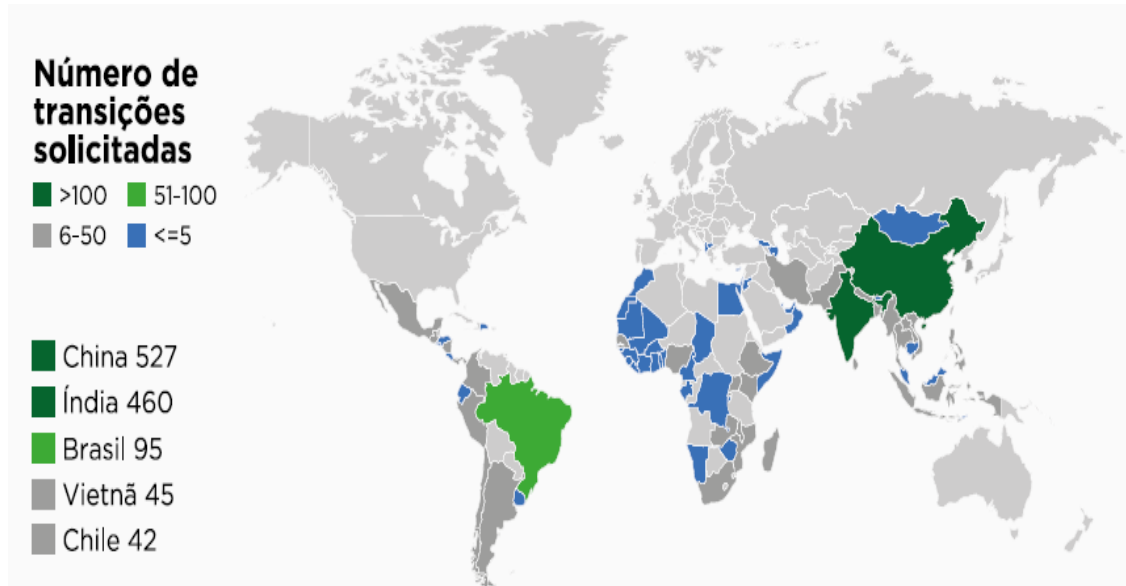 Número de
transições
solicitadas
>100 51-100
6-50 <=5
China 527
Índia 460
Brasil 95
Vietnã 45
Chile 42